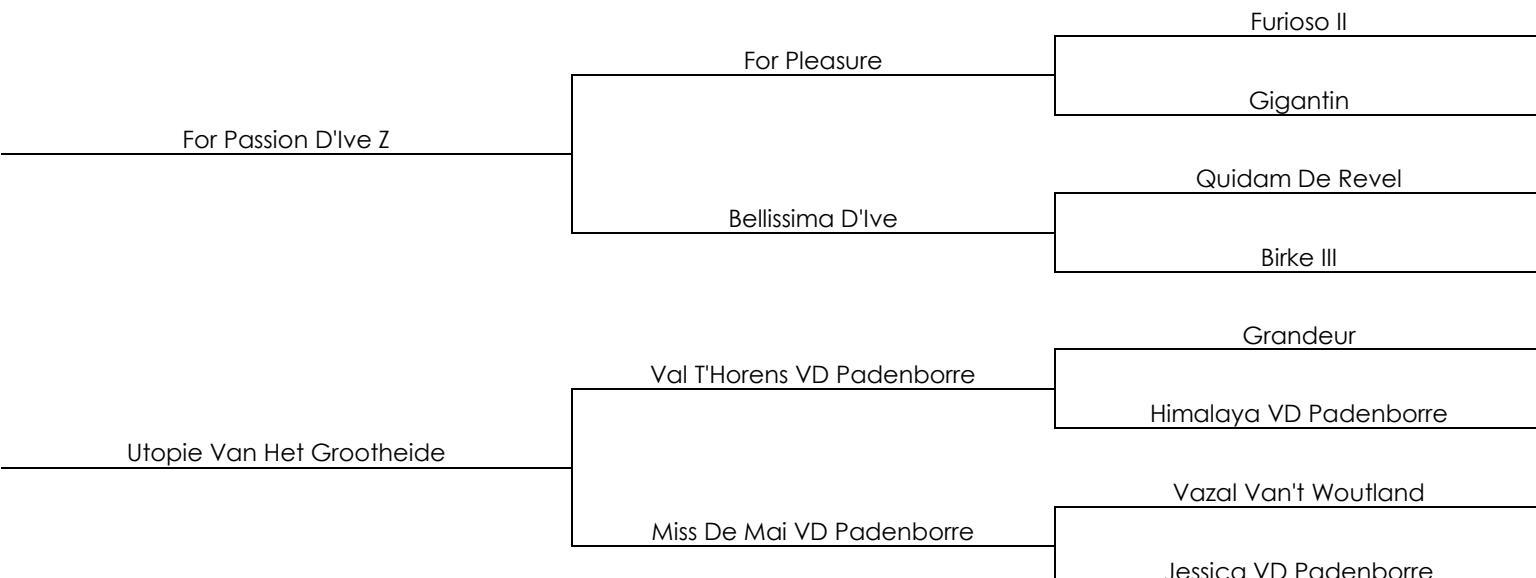 Furioso II
For Pleasure
Gigantin
For Passion D'Ive Z
Quidam De Revel
Bellissima D'Ive
Birke III
Grandeur
Val T'Horens VD Padenborre
Himalaya VD Padenborre
Utopie Van Het Grootheide
Vazal Van't Woutland
Miss De Mai VD Padenborre
Jessica VD Padenborre